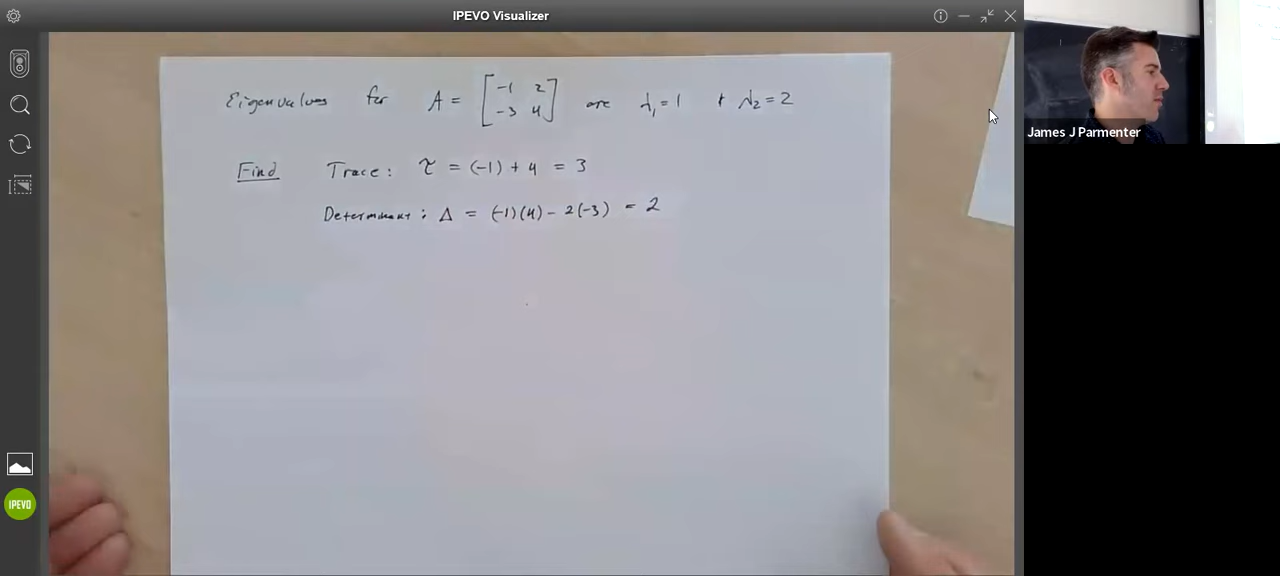 IPEVO Visualizer
Eigenvalues for A = [-1 2; -3 4] are λ₁ = 1 + λ₂ = 2
Find Trace: τ = (-1) + 4 = 3
Determinant: Δ = (-1)(4) - 2(-3) = 2
James J Parmenter
IPEVO